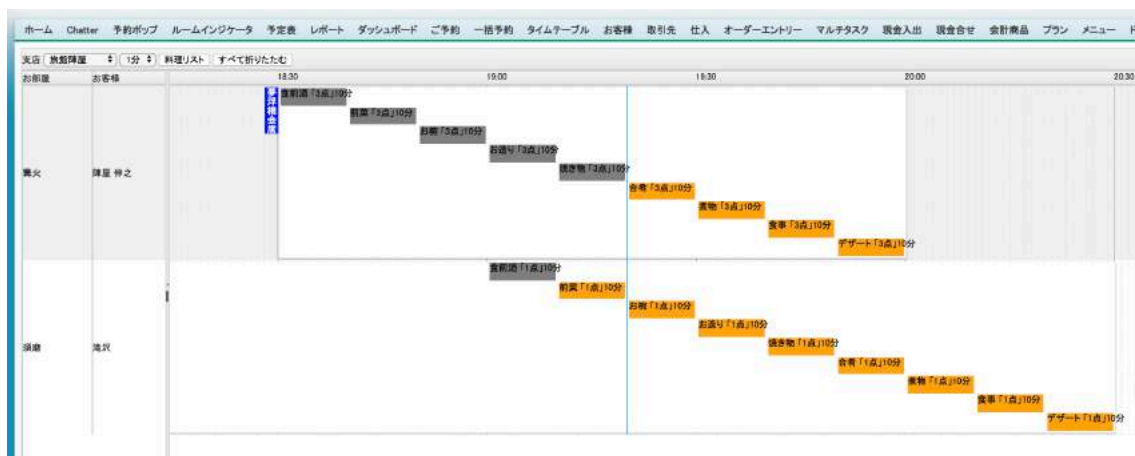 ホーム Chatter 予約ポップ ルームインジケータ 予定表 レポート ダッシュボード ご予約 一括予約 タイムテーブル お客様 取引先 仕入 オーダーエントリー マルチタスク 現金入出 現金合せ 会計商品 プラン メニュー
支店 旅館陣屋 1分 料理リスト すべて折りたたむ
お部屋 お客様 18:30 19:00 19:30 20:00 20:30
食前酒「3点」10分
前菜「3点」10分
お椀「3点」10分
お造り「3点」10分
焼き物「3点」10分
篝火 陣屋 伸之
合肴「3点」10分
煮物「3点」10分
食事「3点」10分
デザート「3点」10分
食前酒「1点」10分
前菜「1点」10分
お椀「1点」10分
お造り「1点」10分
須磨 滝沢
焼き物「1点」10分
合肴「1点」10分
煮物「1点」10分
食事「1点」10分
デザート「1点」10分